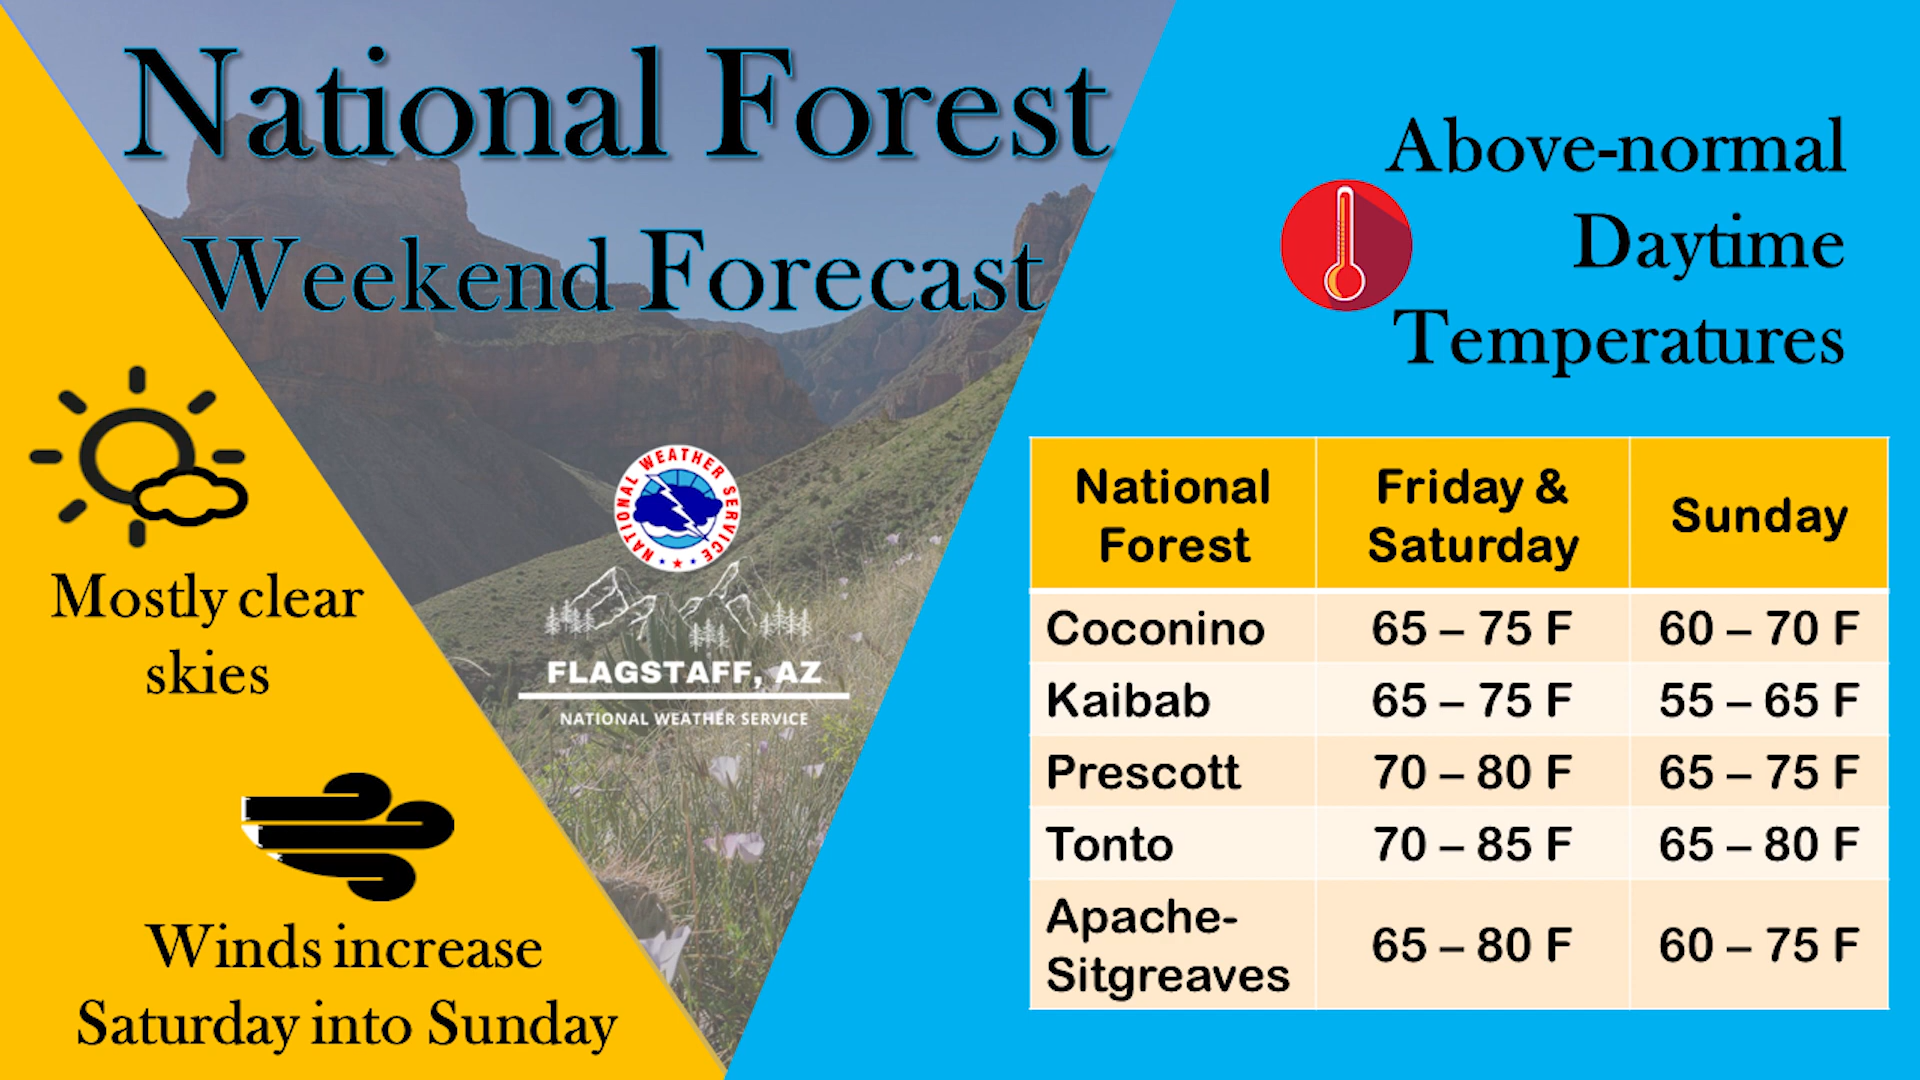 National Forest
Weekend Forecast
Above-normal
Daytime
Temperatures
Mostly clear
skies
Winds increase
Saturday into Sunday
NATIONAL WEATHER SERVICE
FLAGSTAFF, AZ
NATIONAL WEATHER SERVICE
National Forest
Friday & Saturday
Sunday
Coconino 65 – 75 F 60 – 70 F
Kaibab 65 – 75 F 55 – 65 F
Prescott 70 – 80 F 65 – 75 F
Tonto 70 – 85 F 65 – 80 F
Apache-
Sitgreaves 65 – 80 F 60 – 75 F